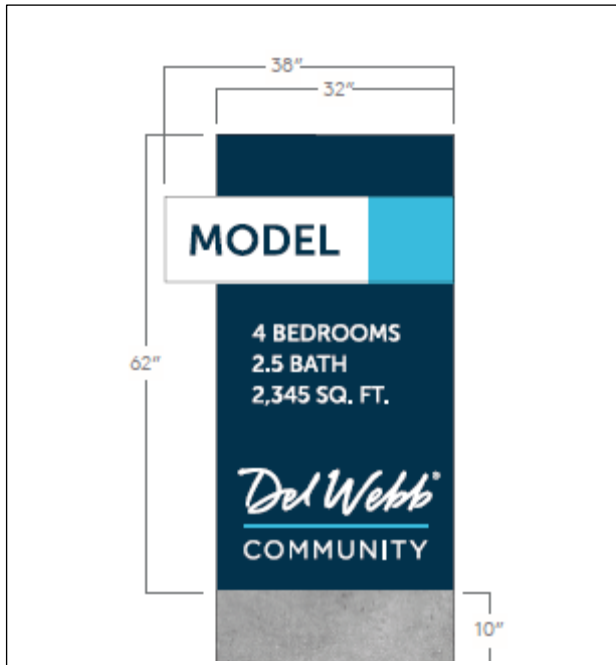 38"
32"
MODEL
4 BEDROOMS
2.5 BATH
2,345 SQ. FT.
62"
Del Webb®
COMMUNITY
10"